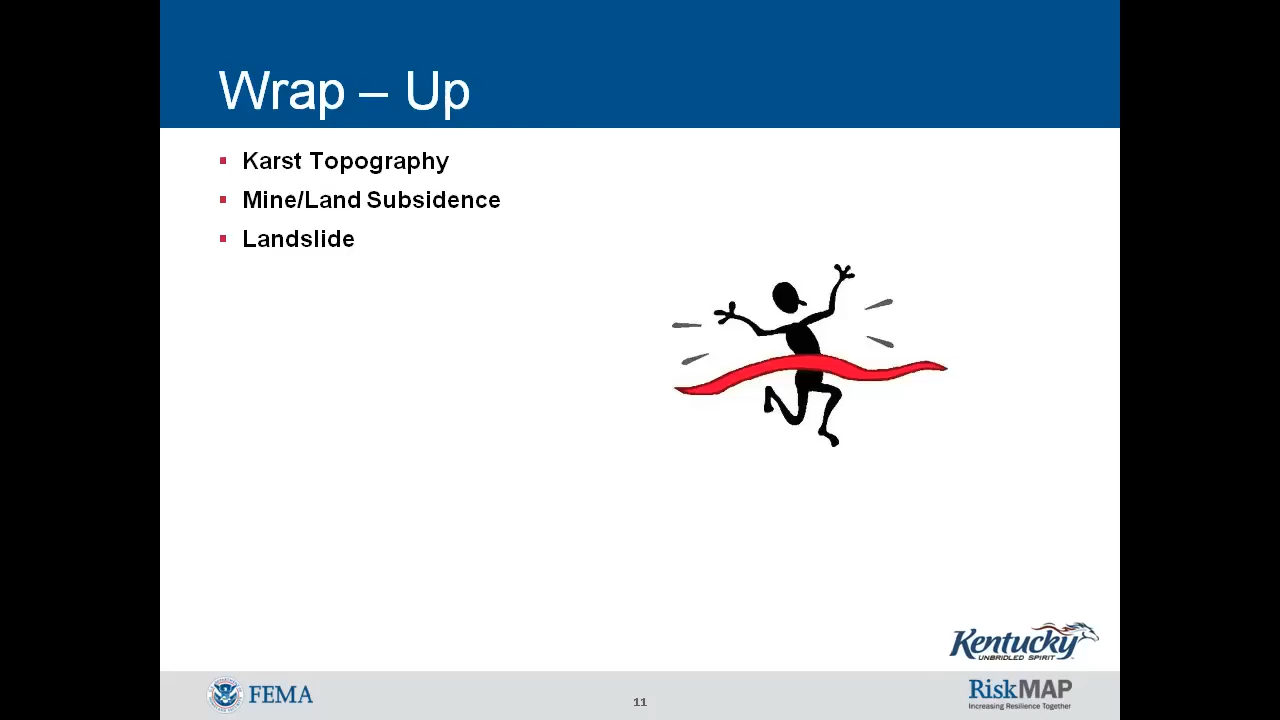 Wrap – Up
Karst Topography
Mine/Land Subsidence
Landslide
Kentucky
UNBRIDLED SPIRIT
FEMA
11
RiskMAP
Increasing Resilience Together